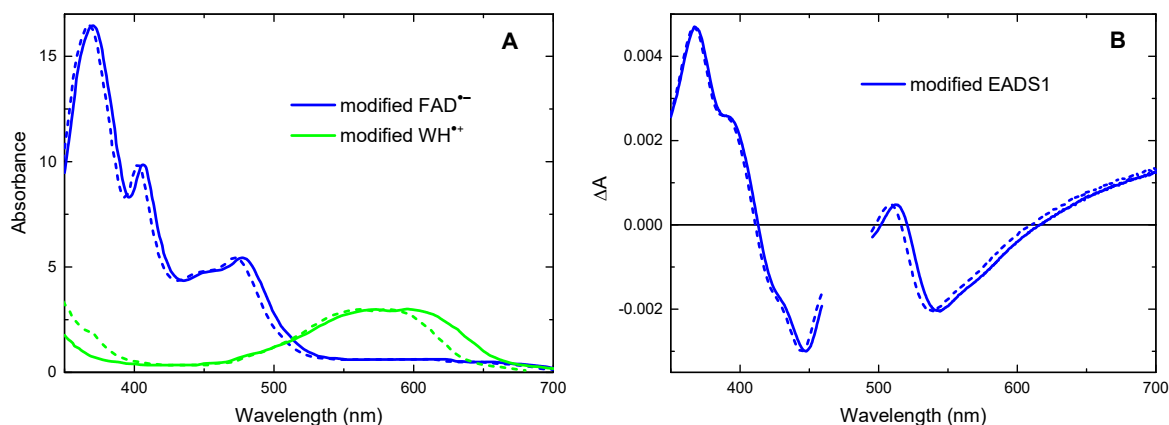 A
modified FAD•−
modified WH•+
Absorbance
15
10
5
0
400
500
600
700
Wavelength (nm)
B
modified EADS1
ΔA
0.004
0.002
0.000
-0.002
400
500
600
700
Wavelength (nm)